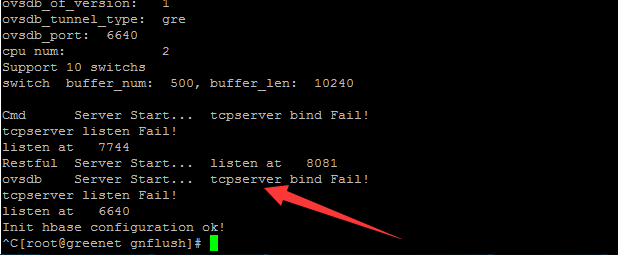 ovsdb_of_version: 1
ovsdb_tunnel_type: gre
ovsdb_port: 6640
cpu num: 2
Support 10 switchs
switch buffer_num: 500, buffer_len: 10240
Cmd Server Start... tcpserver bind Fail!
tcpserver listen Fail!
listen at 7744
Restful Server Start... listen at 8081
ovsdb Server Start... tcpserver bind Fail!
tcpserver listen Fail!
listen at 6640
Init hbase configuration ok!
^C[root@greenet gnflush]#